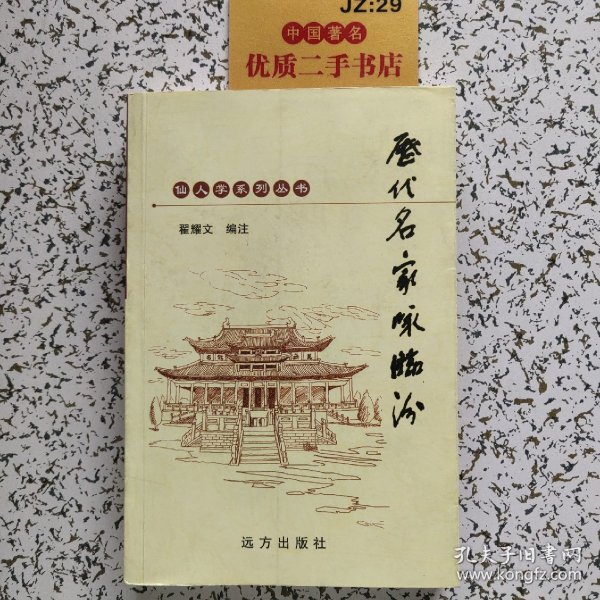 JZ:29
中国著名
优质二手书店
历代名家咏临汾
仙人学系列丛书
翟耀文 编注
远方出版社
孔夫子旧书网
www.kongfz.com